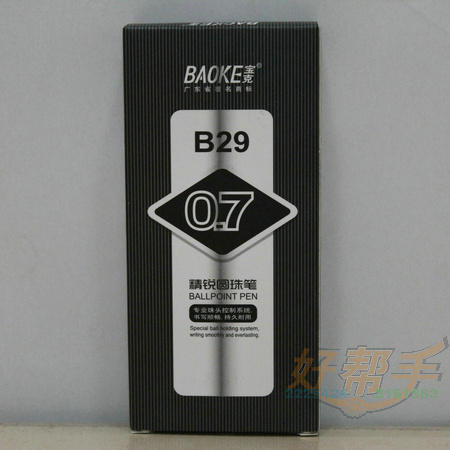 BAOKE宝克®
广东省著名商标
B29
0.7
精锐圆珠笔
BALLPOINT PEN
专业珠头控制系统,
书写顺畅, 持久耐用
Special ball holding system,
writing smoothly and everlasting.
好帮手